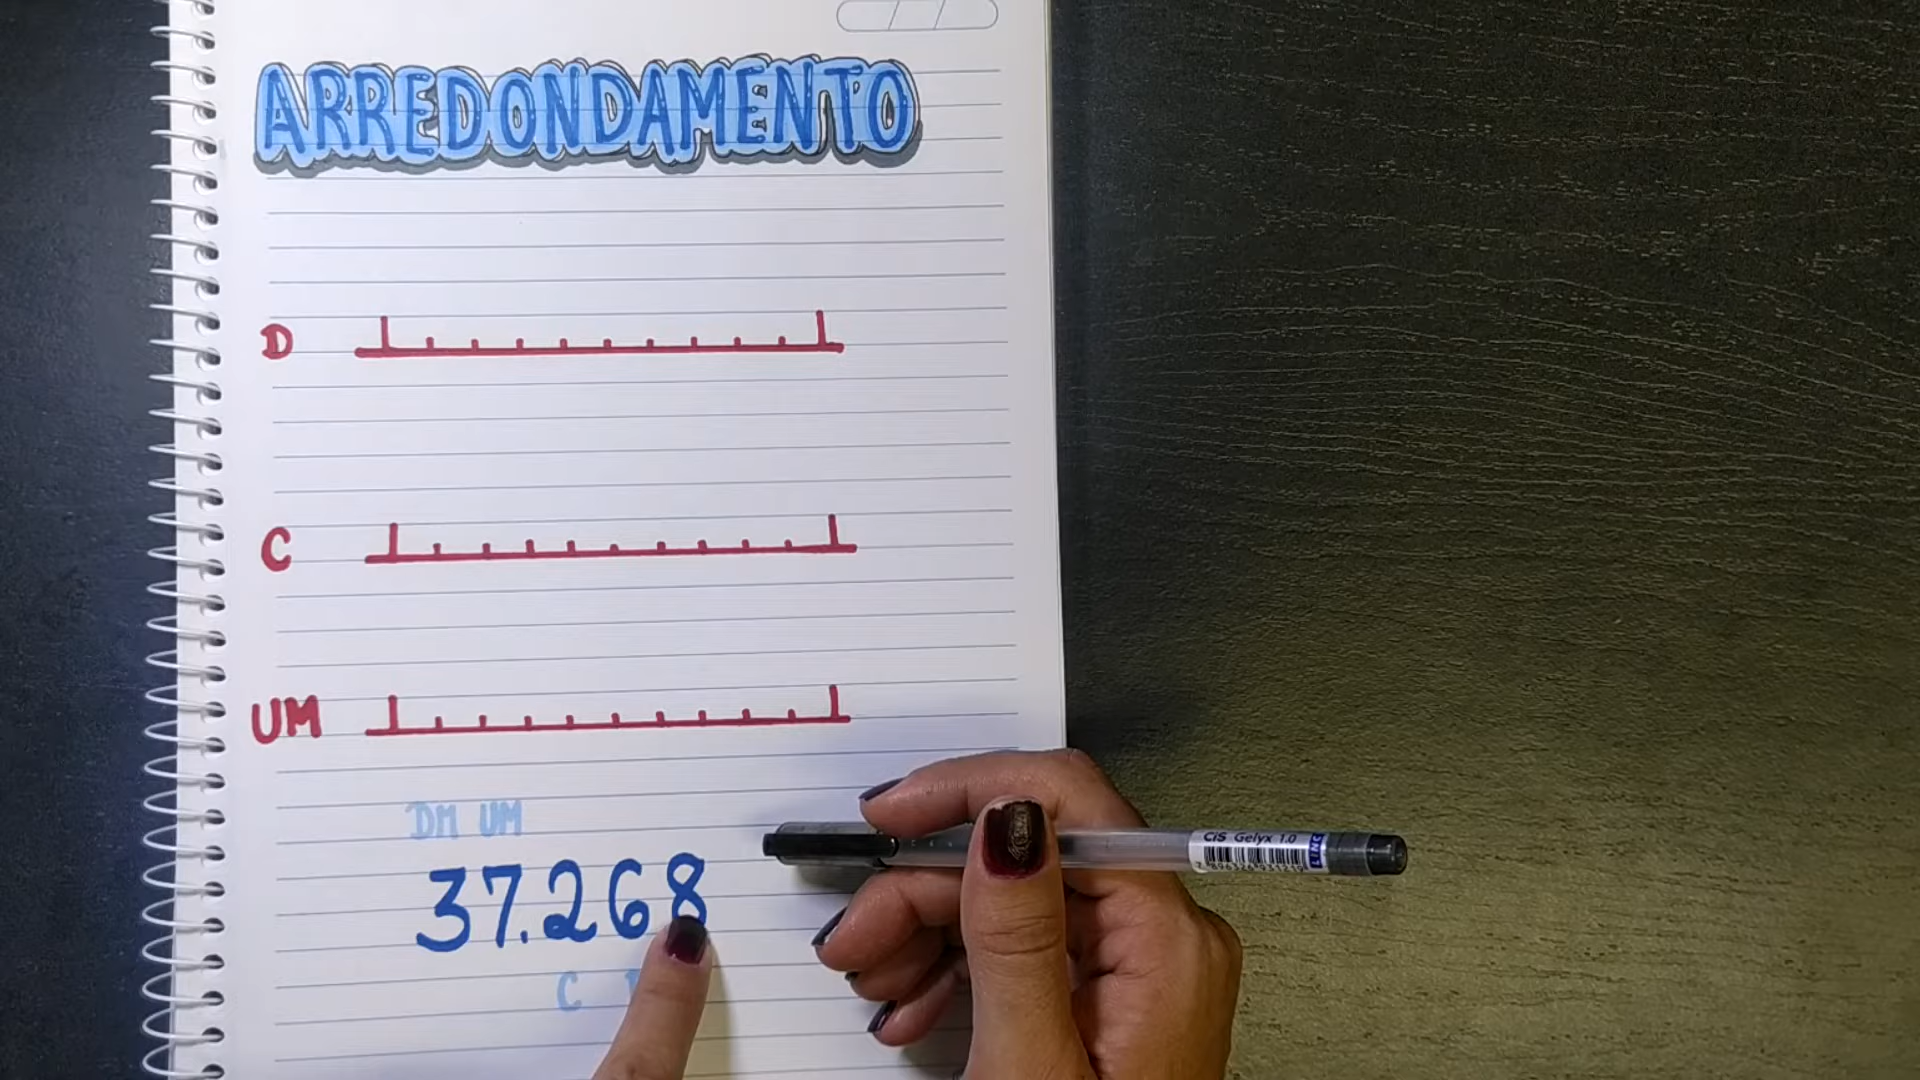 ARREDONDAMENTO
D
C
UM
DM UM
37.268
C
CiS Gelyx 1.0